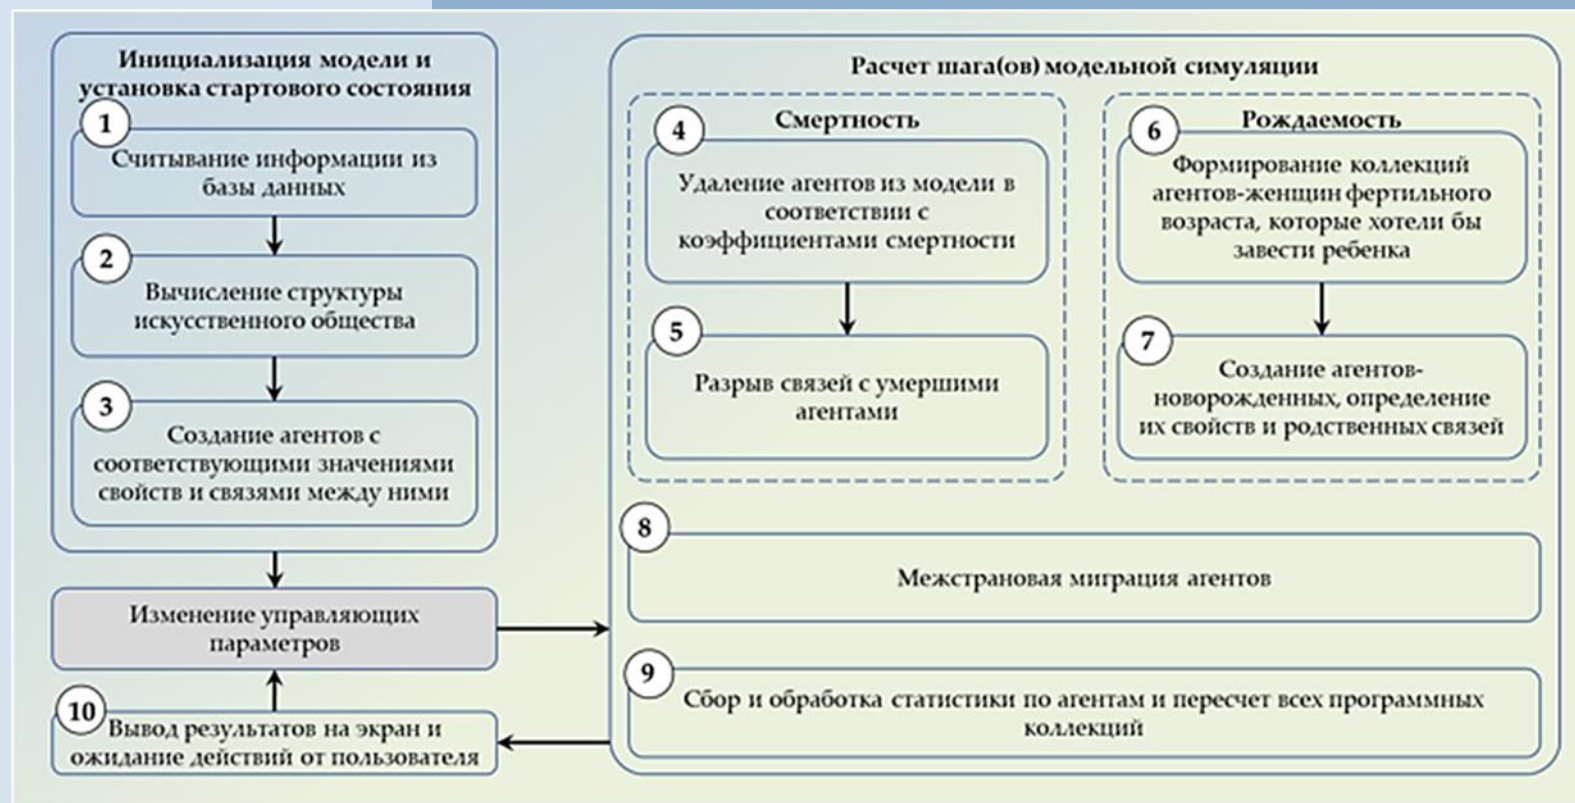 Инициализация модели и
установка стартового состояния
1
Считывание информации из
базы данных
2
Вычисление структуры
искусственного общества
3
Создание агентов с
соответствующими значениями
свойств и связями между ними
Изменение управляющих
параметров
10
Вывод результатов на экран и
ожидание действий от пользователя
Расчет шага(ов) модельной симуляции
Смертность
4
Удаление агентов из модели в
соответствии с
коэффициентами смертности
5
Разрыв связей с умершими
агентами
Рождаемость
6
Формирование коллекций
агентов-женщин фертильного
возраста, которые хотели бы
завести ребенка
7
Создание агентов-
новорожденных, определение
их свойств и родственных связей
8
Межстрановая миграция агентов
9
Сбор и обработка статистики по агентам и пересчет всех программных
коллекций